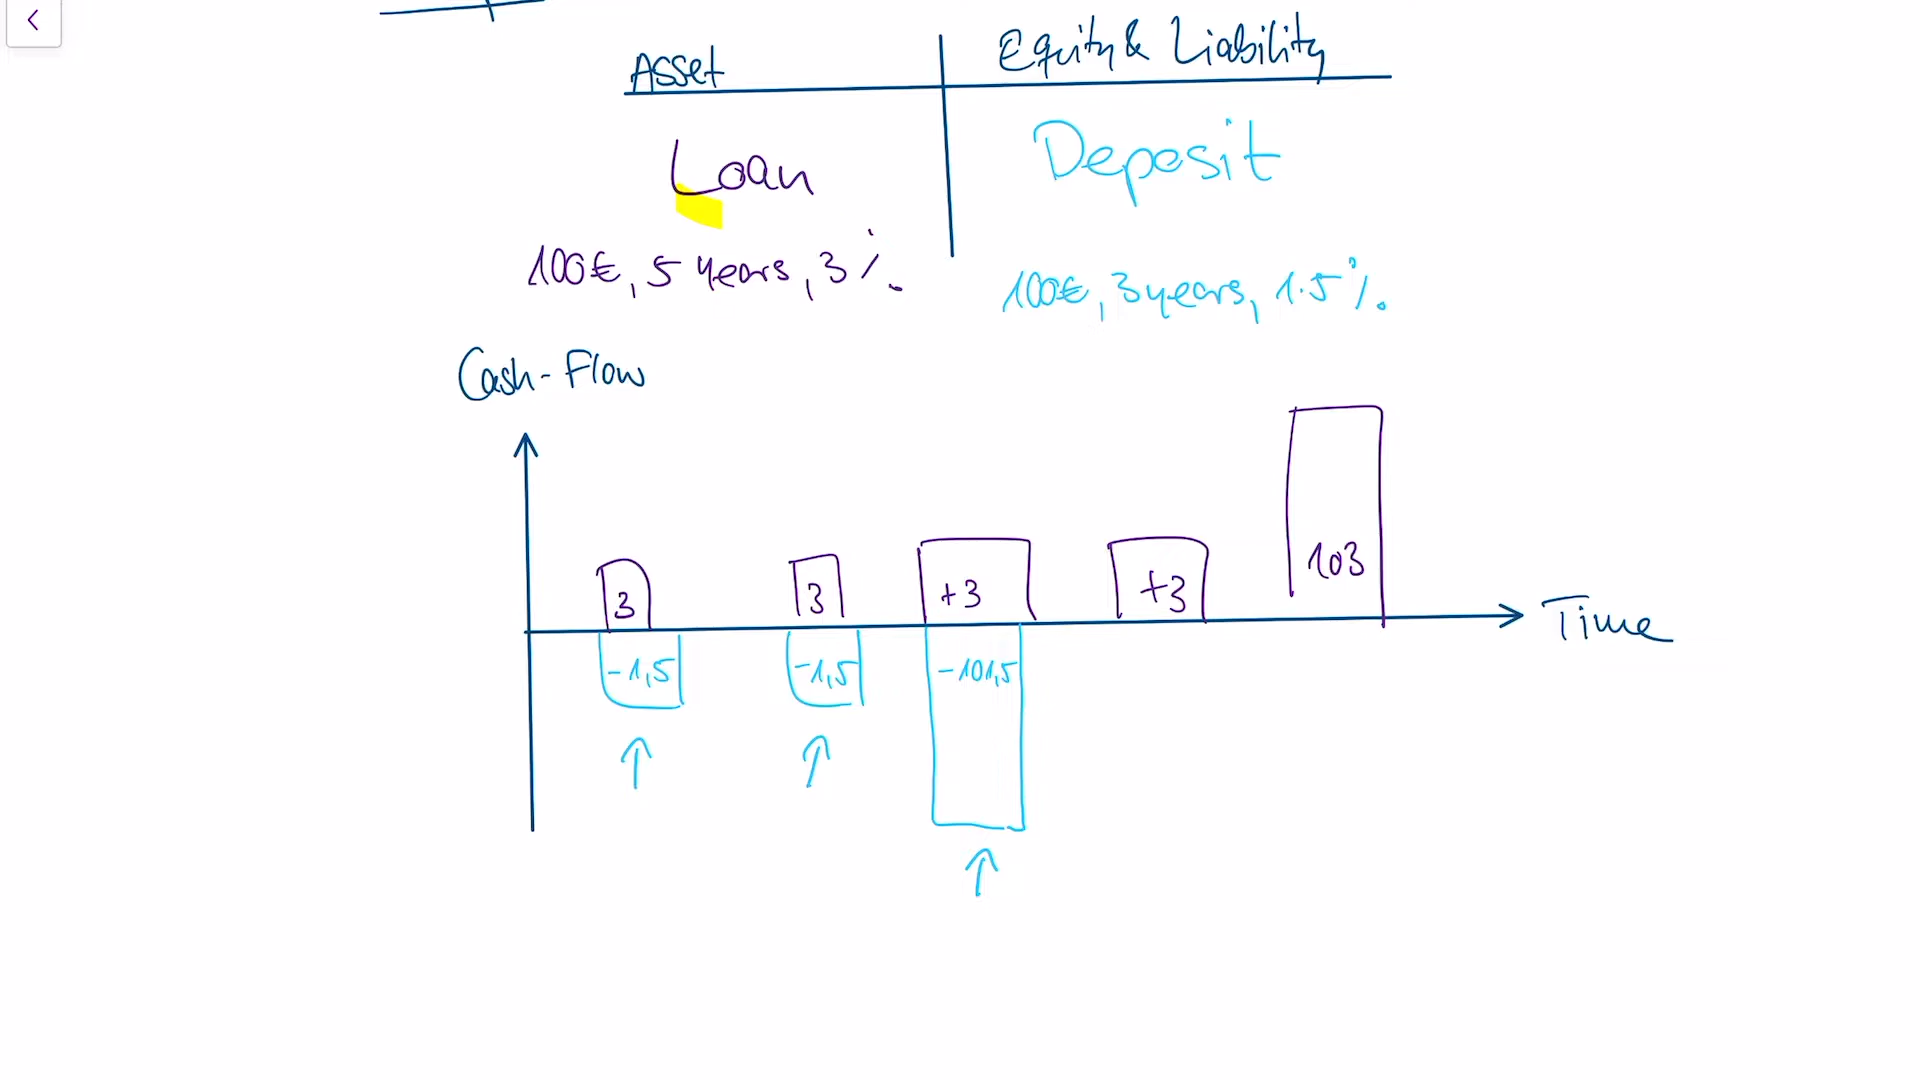 Asset
Equity & Liability
Loan
Deposit
100€, 5 years, 3%
100€, 3 years, 1.5%
Cash-Flow
3
3
+3
+3
103
Time
-1,5
-1,5
-101,5